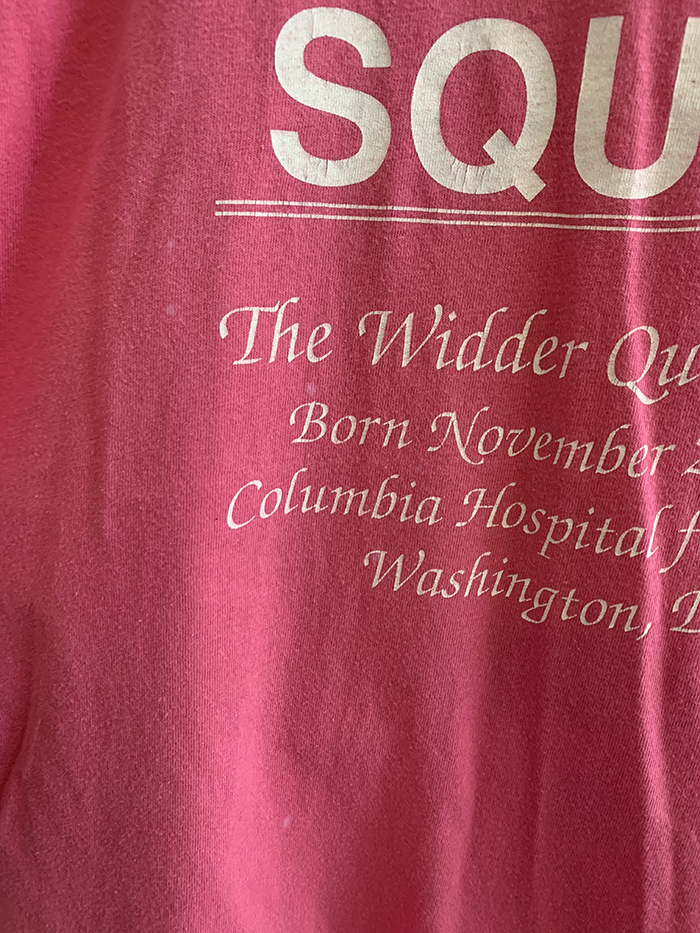 SQU
The Widder Qu
Born November
Columbia Hospital f
Washington,